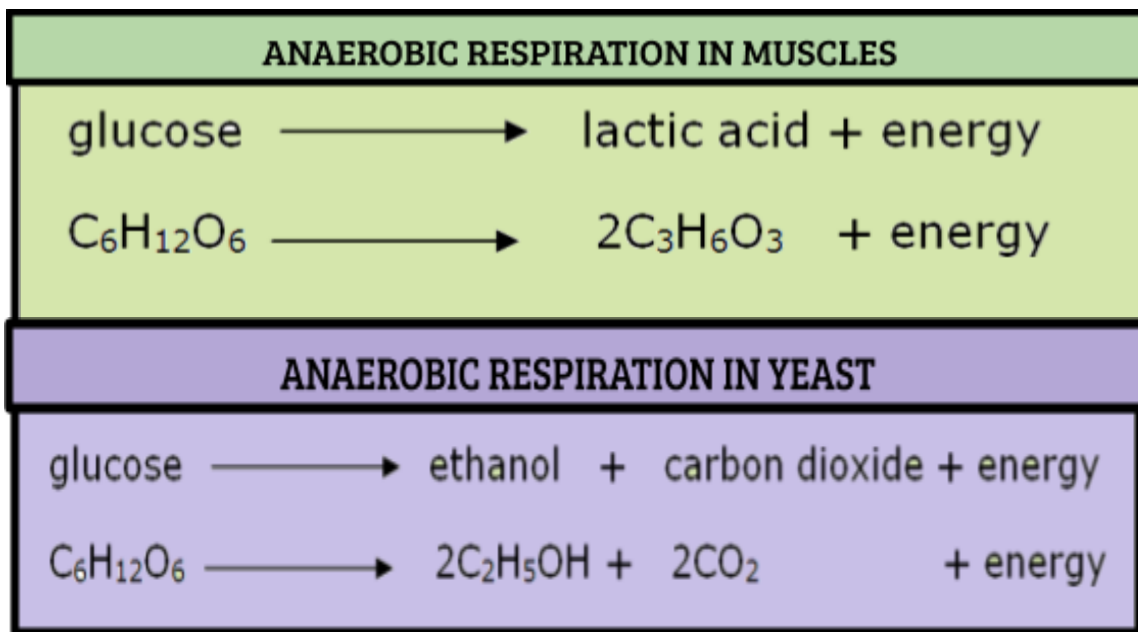 ANAEROBIC RESPIRATION IN MUSCLES
glucose ⟶ lactic acid + energy
C₆H₁₂O₆ ⟶ 2C₃H₆O₃ + energy
ANAEROBIC RESPIRATION IN YEAST
glucose ⟶ ethanol + carbon dioxide + energy
C₆H₁₂O₆ ⟶ 2C₂H₅OH + 2CO₂ + energy